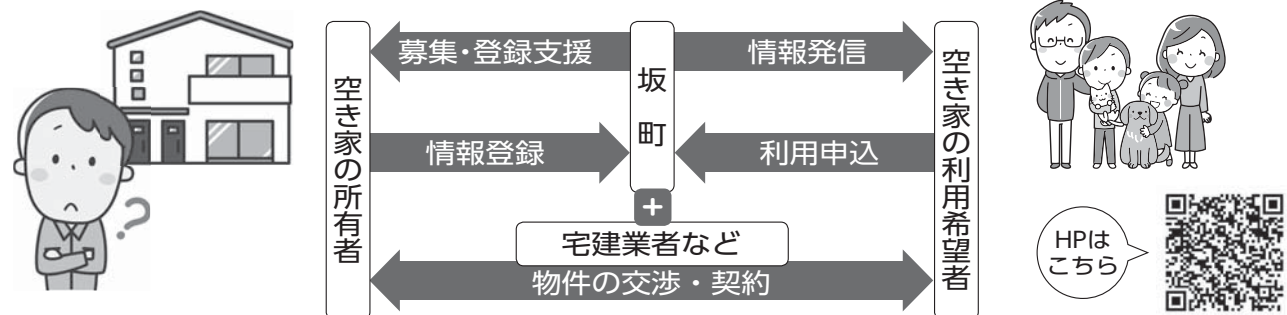 空き家の所有者
募集・登録支援
情報登録
坂町
+
宅建業者など
物件の交渉・契約
情報発信
利用申込
空き家の利用希望者
?
HPは
こちら